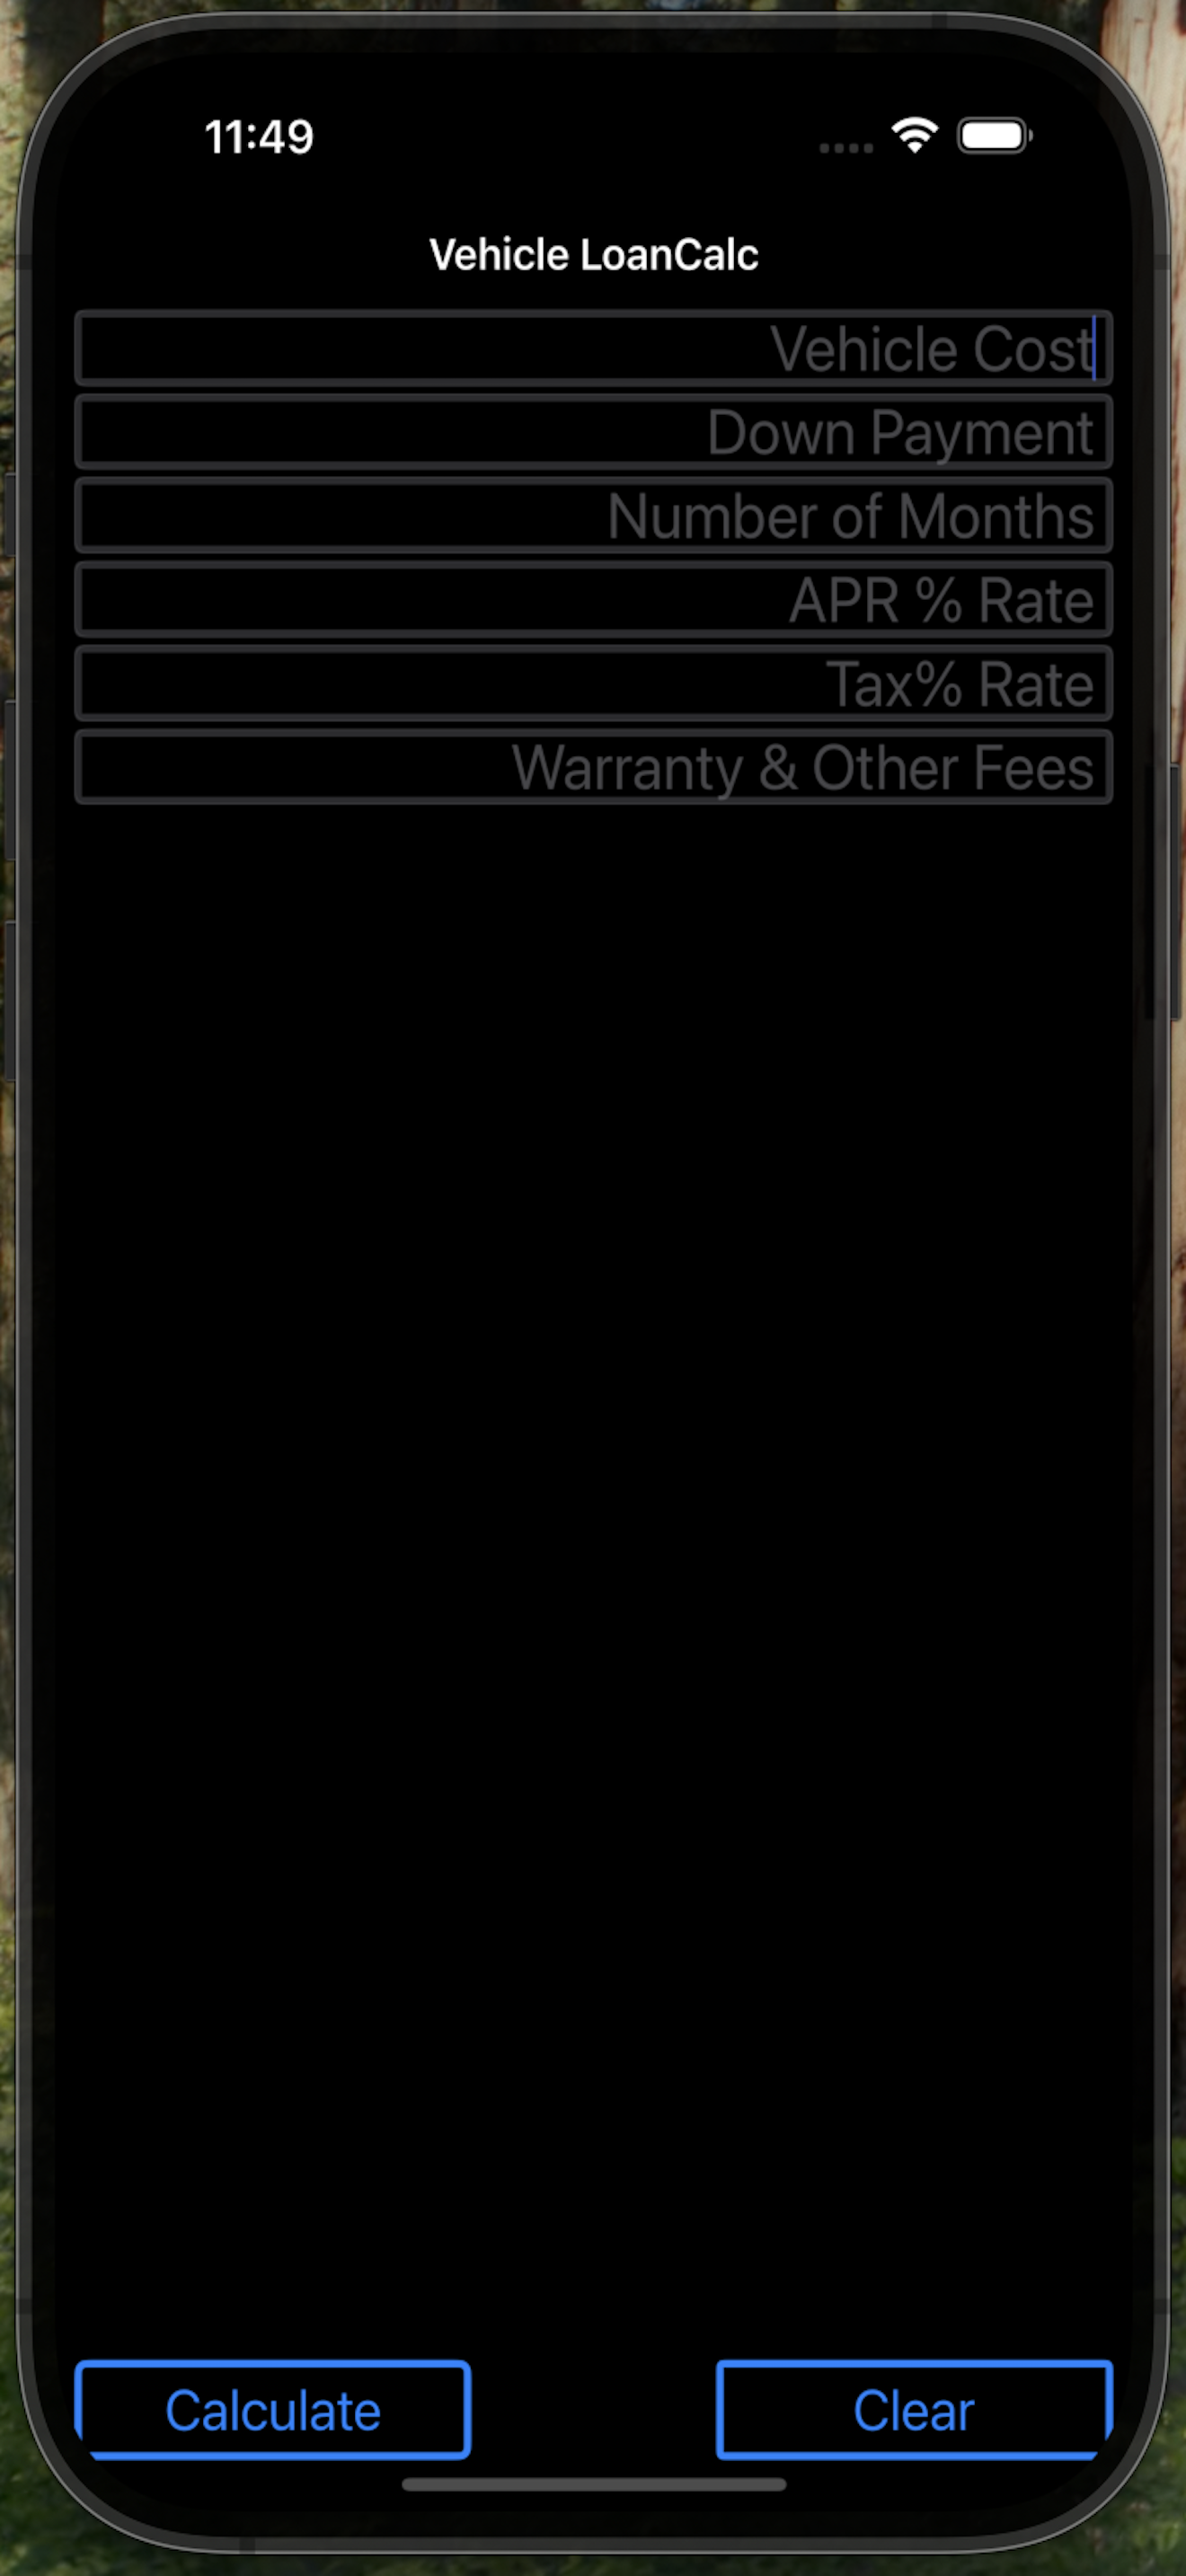 11:49
Vehicle LoanCalc
Vehicle Cost
Down Payment
Number of Months
APR % Rate
Tax% Rate
Warranty & Other Fees
Calculate
Clear